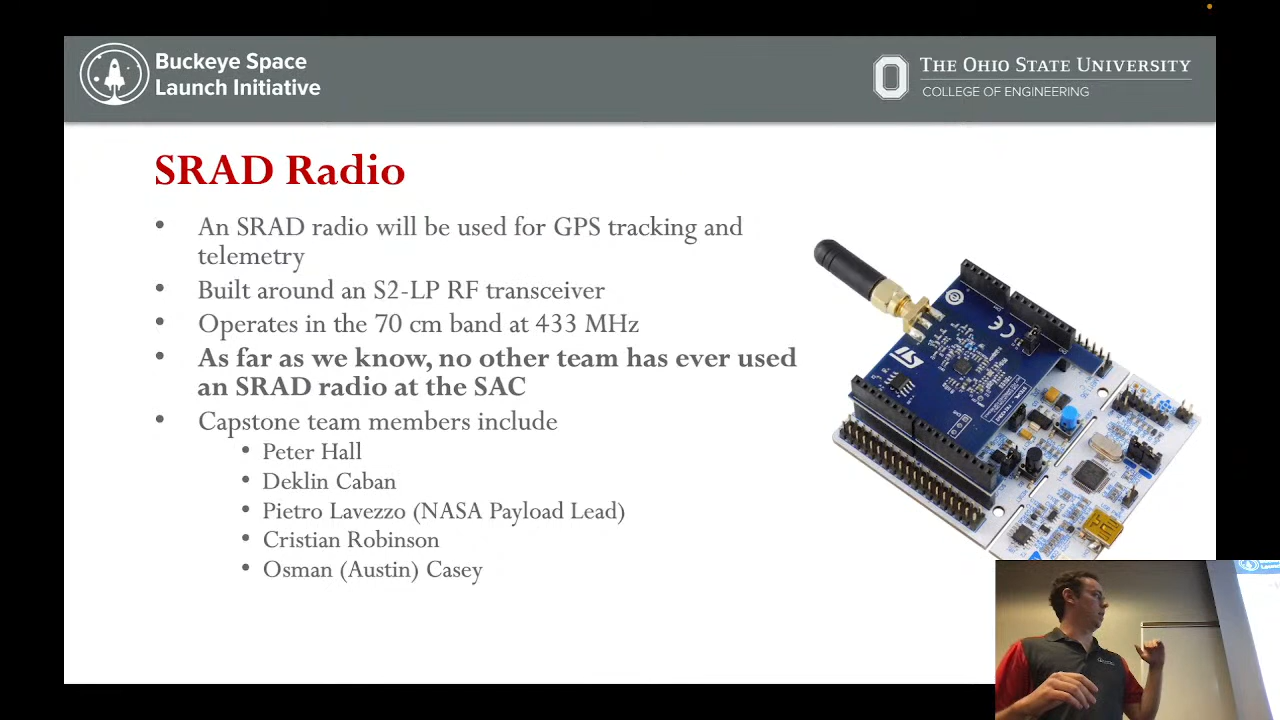 Buckeye Space
Launch Initiative
THE OHIO STATE UNIVERSITY
COLLEGE OF ENGINEERING
SRAD Radio
• An SRAD radio will be used for GPS tracking and
telemetry
• Built around an S2-LP RF transceiver
• Operates in the 70 cm band at 433 MHz
• As far as we know, no other team has ever used
an SRAD radio at the SAC
• Capstone team members include
• Peter Hall
• Deklin Caban
• Pietro Lavezzo (NASA Payload Lead)
• Cristian Robinson
• Osman (Austin) Casey
CE
ST